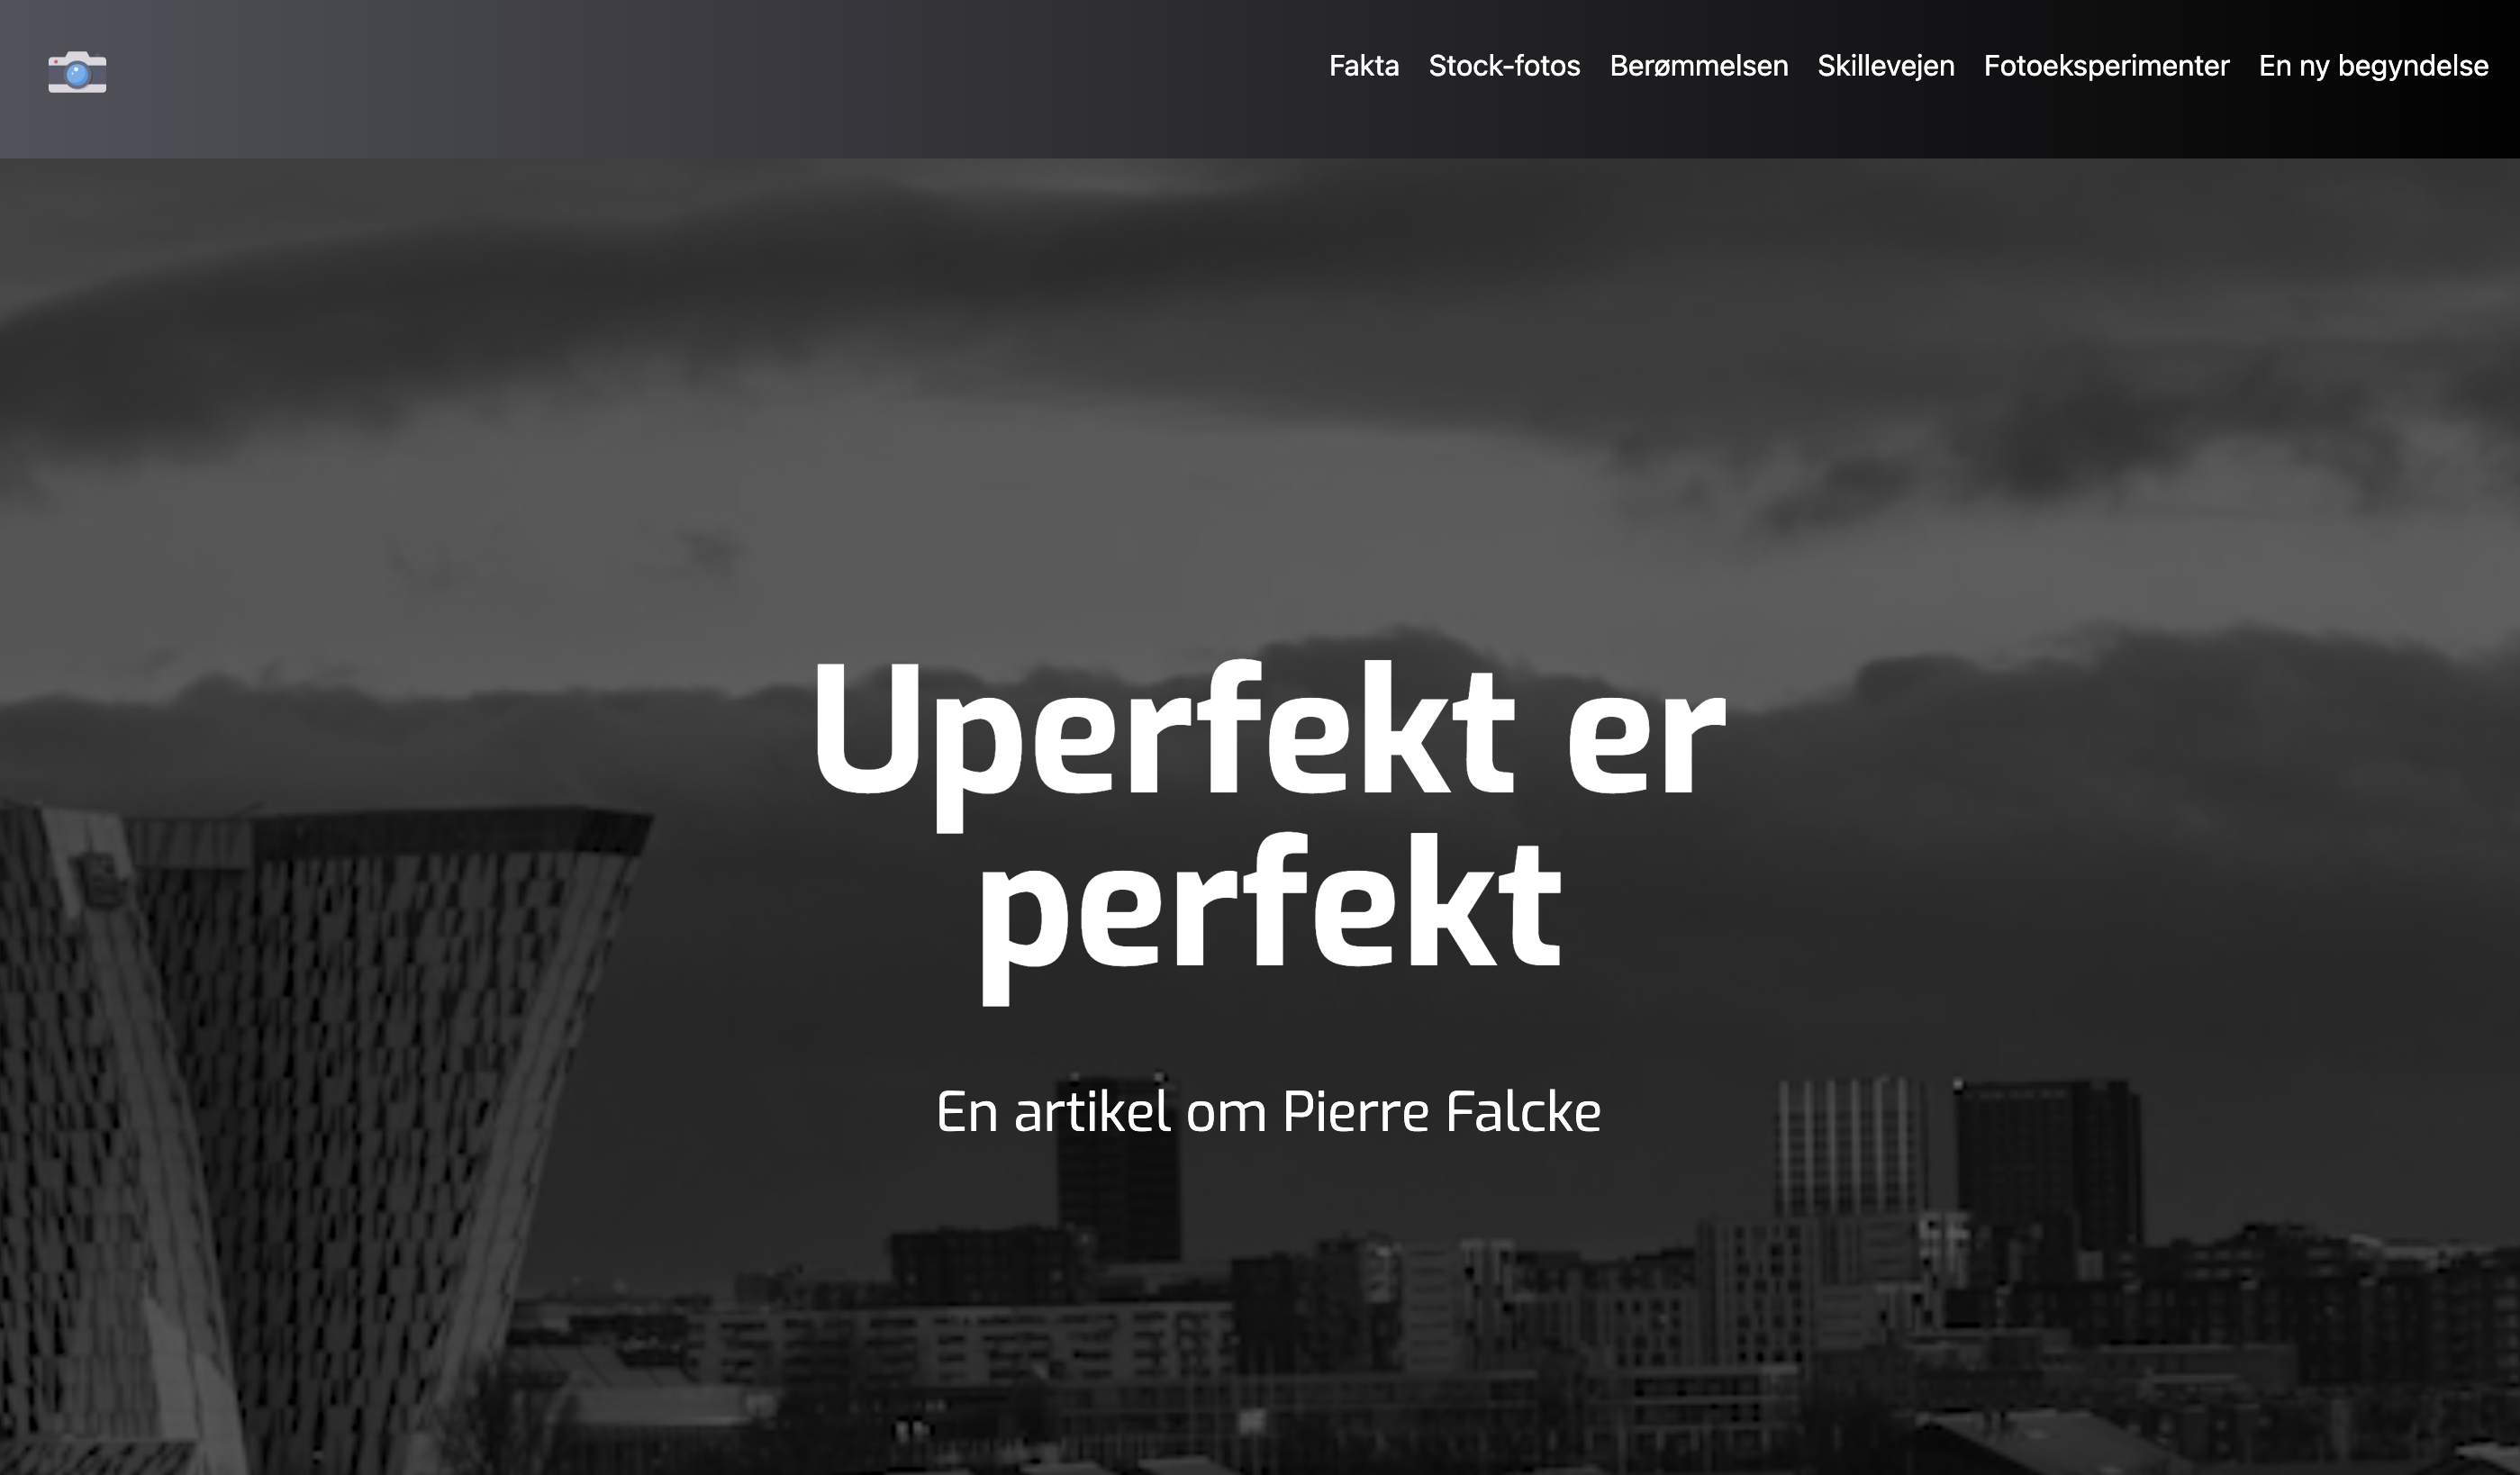 Fakta Stock-fotos Berømmelsen Skillevejen Fotoeksperimenter En ny begyndelse
Uperfekt er
perfekt
En artikel om Pierre Falcke